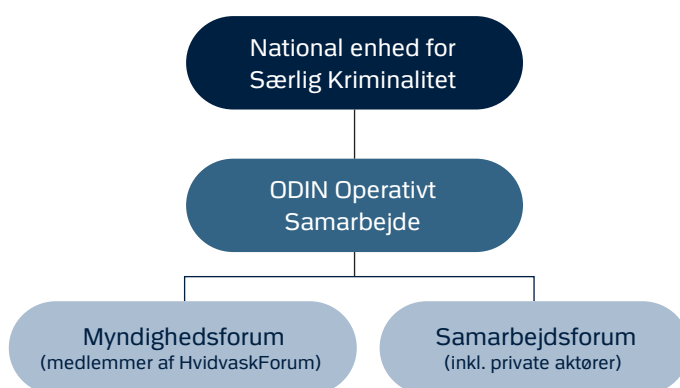 National enhed for
Særlig Kriminalitet
ODIN Operativt
Samarbejde
Myndighedsforum
(medlemmer af HvidvaskForum)
Samarbejdsforum
(inkl. private aktører)